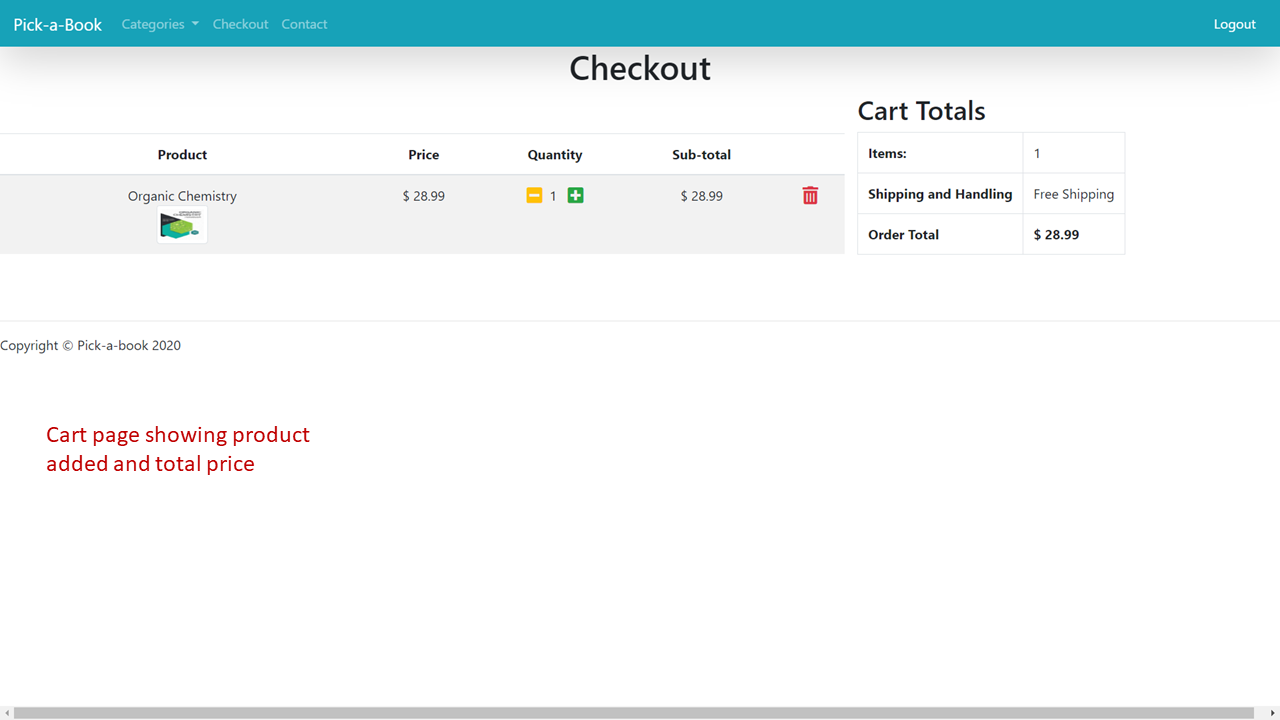 Pick-a-Book Categories Checkout Contact Logout
Checkout
Cart Totals
Product Price Quantity Sub-total
Organic Chemistry $ 28.99 1 $ 28.99
Items: 1
Shipping and Handling Free Shipping
Order Total $ 28.99
Copyright © Pick-a-book 2020
Cart page showing product
added and total price